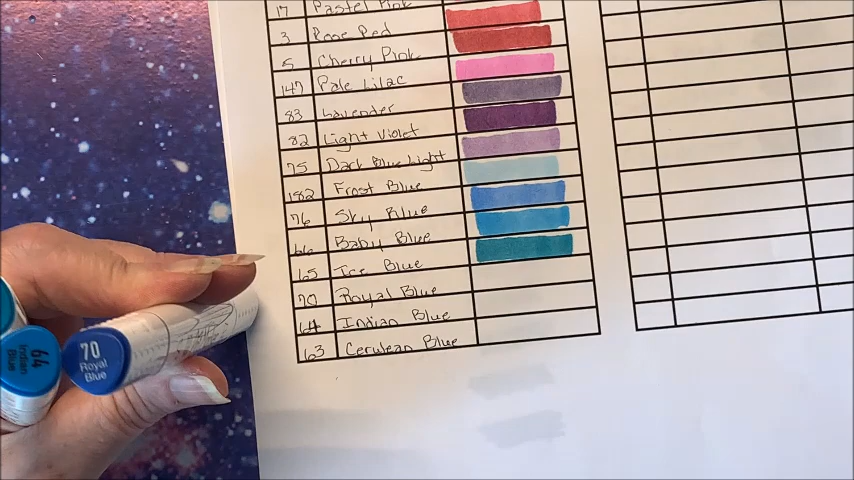 17 Pastel Pink
3 Rose Red
5 Cherry Pink
147 Pale Lilac
83 Lavender
82 Light Violet
75 Dark Blue Light
182 Frost Blue
76 Sky Blue
66 Baby Blue
65 Ice Blue
70 Royal Blue
64 Indian Blue
63 Cerulean Blue
64
Indian
Blue
70
Royal
Blue